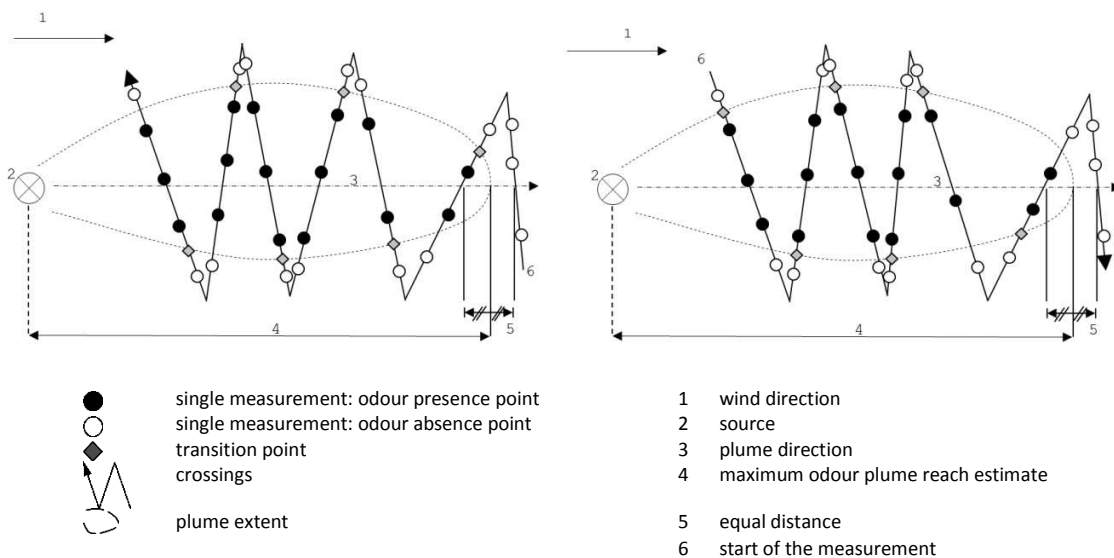 1
2
3
6
4
5
1
6
2
3
4
5
single measurement: odour presence point
single measurement: odour absence point
transition point
crossings
plume extent
1 wind direction
2 source
3 plume direction
4 maximum odour plume reach estimate
5 equal distance
6 start of the measurement